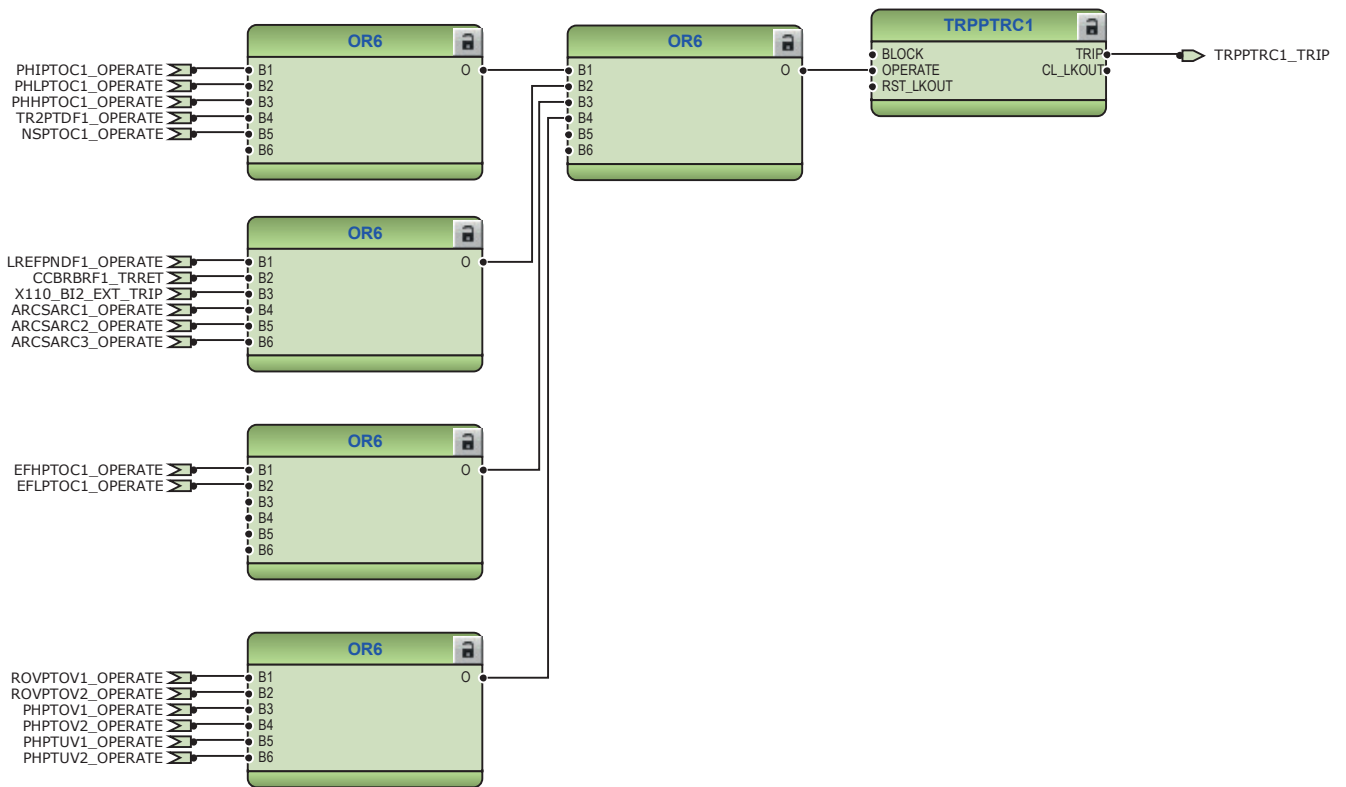 TRPPTRC1
BLOCK
OPERATE
RST_LKOUT
TRIP
CL_LKOUT
TRPPTRC1_TRIP
OR6
PHIPTOC1_OPERATE B1 O
PHLPTOC1_OPERATE B2
PHHPTOC1_OPERATE B3
TR2PTDF1_OPERATE B4
NSPTOC1_OPERATE B5
B6
OR6
B1 O
B2
B3
B4
B5
B6
OR6
LREFPNDF1_OPERATE B1 O
CCBRBRF1_TRRET B2
X110_BI2_EXT_TRIP B3
ARCSARC1_OPERATE B4
ARCSARC2_OPERATE B5
ARCSARC3_OPERATE B6
OR6
EFHPTOC1_OPERATE B1 O
EFLPTOC1_OPERATE B2
B3
B4
B5
B6
OR6
ROVPTOV1_OPERATE B1 O
ROVPTOV2_OPERATE B2
PHPTOV1_OPERATE B3
PHPTOV2_OPERATE B4
PHPTUV1_OPERATE B5
PHPTUV2_OPERATE B6